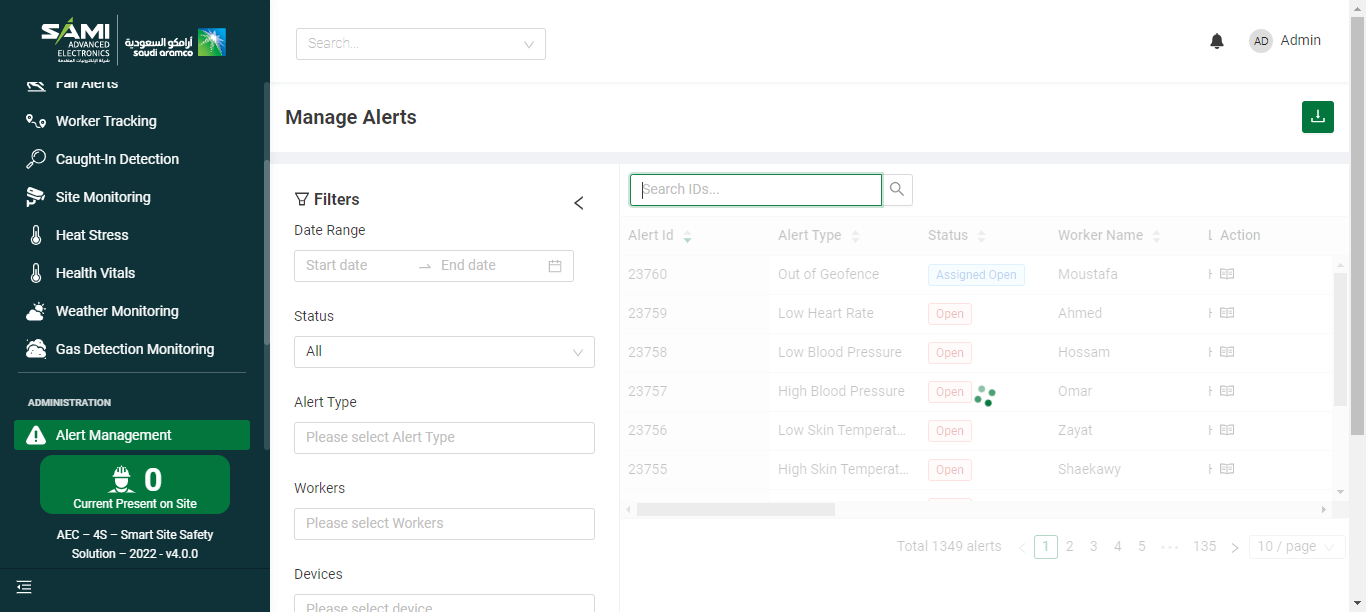 SAMI
ADVANCED
ELECTRONICS
شركة الإلكترونيات المتقدمة
أرامكو السعودية
saudi aramco
Fall Alerts
Worker Tracking
Caught-In Detection
Site Monitoring
Heat Stress
Health Vitals
Weather Monitoring
Gas Detection Monitoring
ADMINISTRATION
Alert Management
0
Current Present on Site
AEC – 4S – Smart Site Safety
Solution – 2022 - v4.0.0
Search...
AD Admin
Manage Alerts
Filters
Date Range
Start date → End date
Status
All
Alert Type
Please select Alert Type
Workers
Please select Workers
Devices
Please select device
Search IDs...
Alert Id Alert Type Status Worker Name Action
23760 Out of Geofence Assigned Open Moustafa
23759 Low Heart Rate Open Ahmed
23758 Low Blood Pressure Open Hossam
23757 High Blood Pressure Open Omar
23756 Low Skin Temperat... Open Zayat
23755 High Skin Temperat... Open Shaekawy
Total 1349 alerts < 1 2 3 4 5 ••• 135 > 10 / page